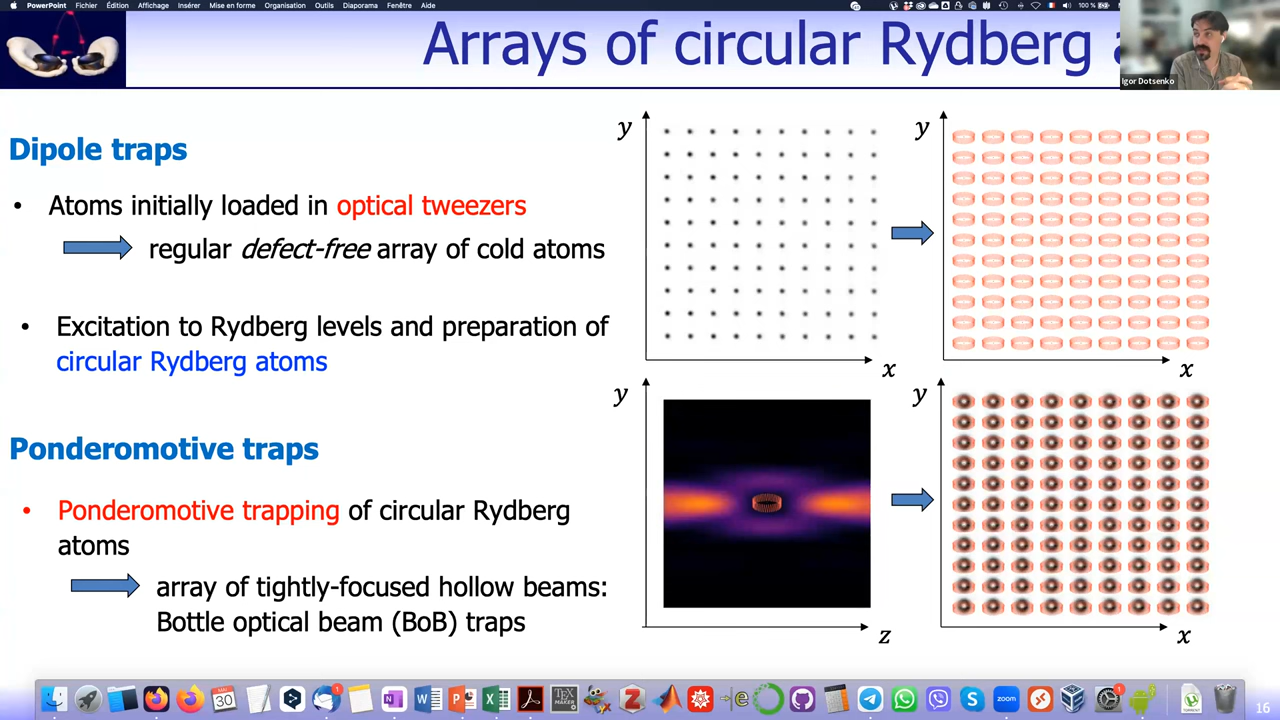 PowerPoint Fichier Édition Affichage Insertion Mise en forme Organisation Outils Diaporama Fenêtre Aide 100 %
Arrays of circular Rydberg
Igor Dotsenko
Dipole traps
• Atoms initially loaded in optical tweezers
regular defect-free array of cold atoms
• Excitation to Rydberg levels and preparation of
circular Rydberg atoms
Ponderomotive traps
• Ponderomotive trapping of circular Rydberg
atoms
array of tightly-focused hollow beams:
Bottle optical beam (BoB) traps
y
x
y
x
y
z
y
x
30
zoom
16